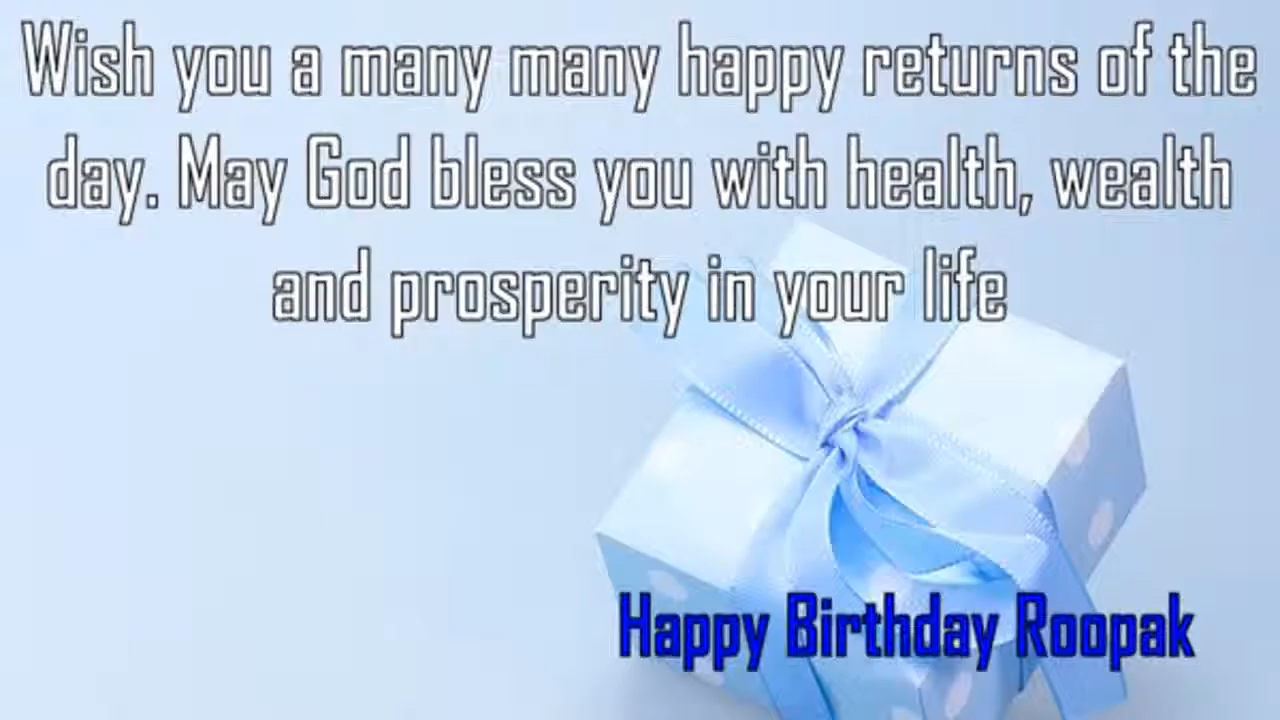 Wish you a many many happy returns of the
day. May God bless you with health, wealth
and prosperity in your life
Happy Birthday Roopak